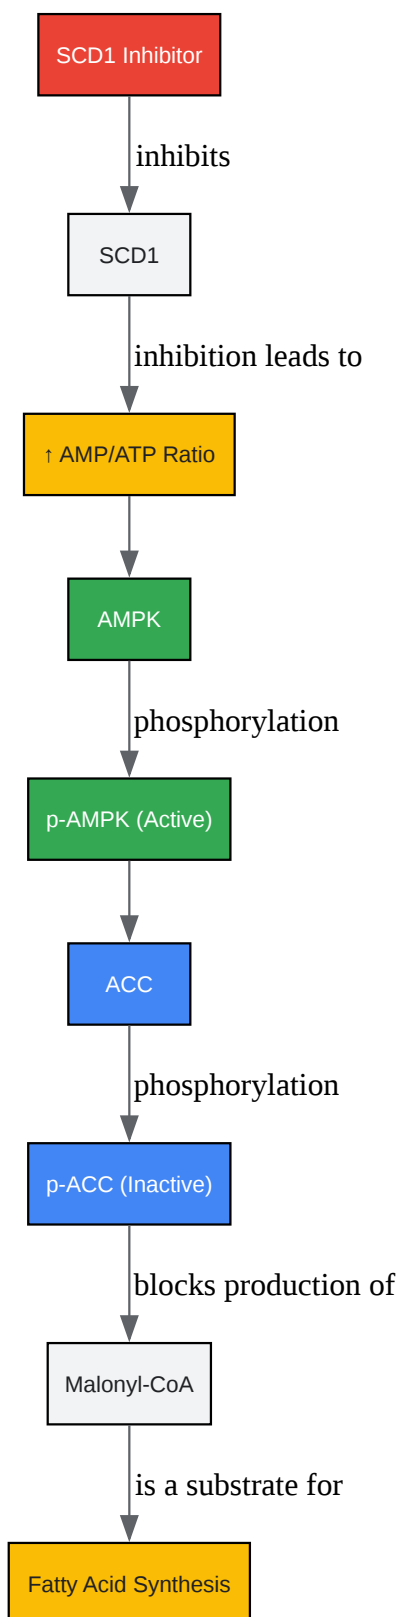 SCD1 Inhibitor
inhibits
SCD1
inhibition leads to
↑ AMP/ATP Ratio
AMPK
phosphorylation
p-AMPK (Active)
ACC
phosphorylation
p-ACC (Inactive)
blocks production of
Malonyl-CoA
is a substrate for
Fatty Acid Synthesis